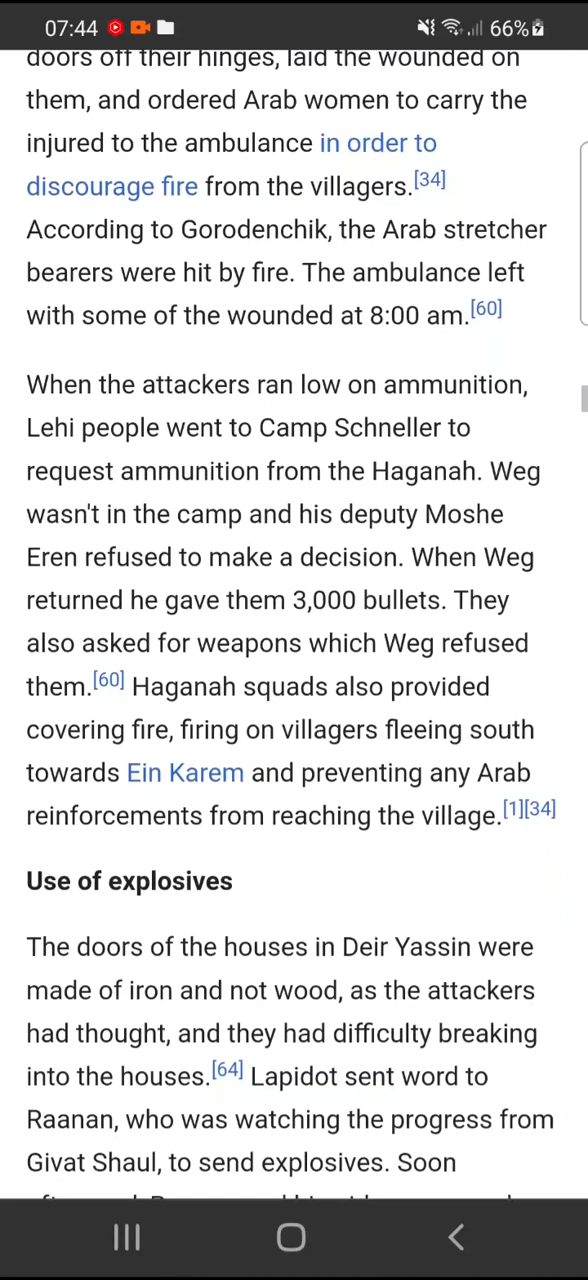 07:44
66%
doors off their hinges, laid the wounded on
them, and ordered Arab women to carry the
injured to the ambulance in order to
discourage fire from the villagers.[34]
According to Gorodenchik, the Arab stretcher
bearers were hit by fire. The ambulance left
with some of the wounded at 8:00 am.[60]
When the attackers ran low on ammunition,
Lehi people went to Camp Schneller to
request ammunition from the Haganah. Weg
wasn't in the camp and his deputy Moshe
Eren refused to make a decision. When Weg
returned he gave them 3,000 bullets. They
also asked for weapons which Weg refused
them.[60] Haganah squads also provided
covering fire, firing on villagers fleeing south
towards Ein Karem and preventing any Arab
reinforcements from reaching the village.[1][34]
Use of explosives
The doors of the houses in Deir Yassin were
made of iron and not wood, as the attackers
had thought, and they had difficulty breaking
into the houses.[64] Lapidot sent word to
Raanan, who was watching the progress from
Givat Shaul, to send explosives. Soon